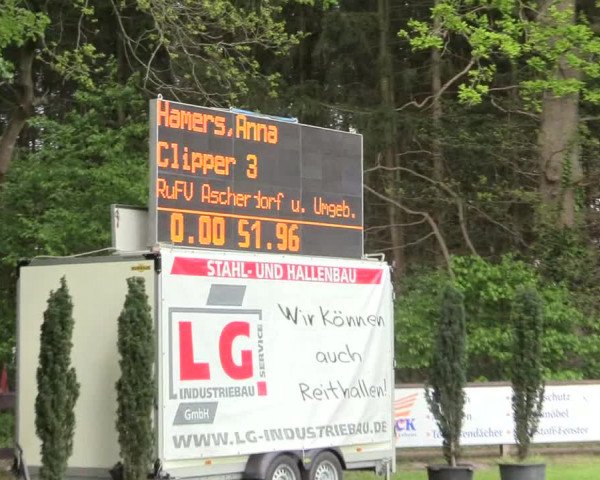 Hamers,Anna
Clipper 3
RuFV Aschendorf u. Umgeb.
0.00 51.96
STAHL- UND HALLENBAU
LG SERVICE
INDUSTRIEBAU
GmbH
Wir Können
auch
Reithallen!
WWW.LG-INDUSTRIEBAU.DE